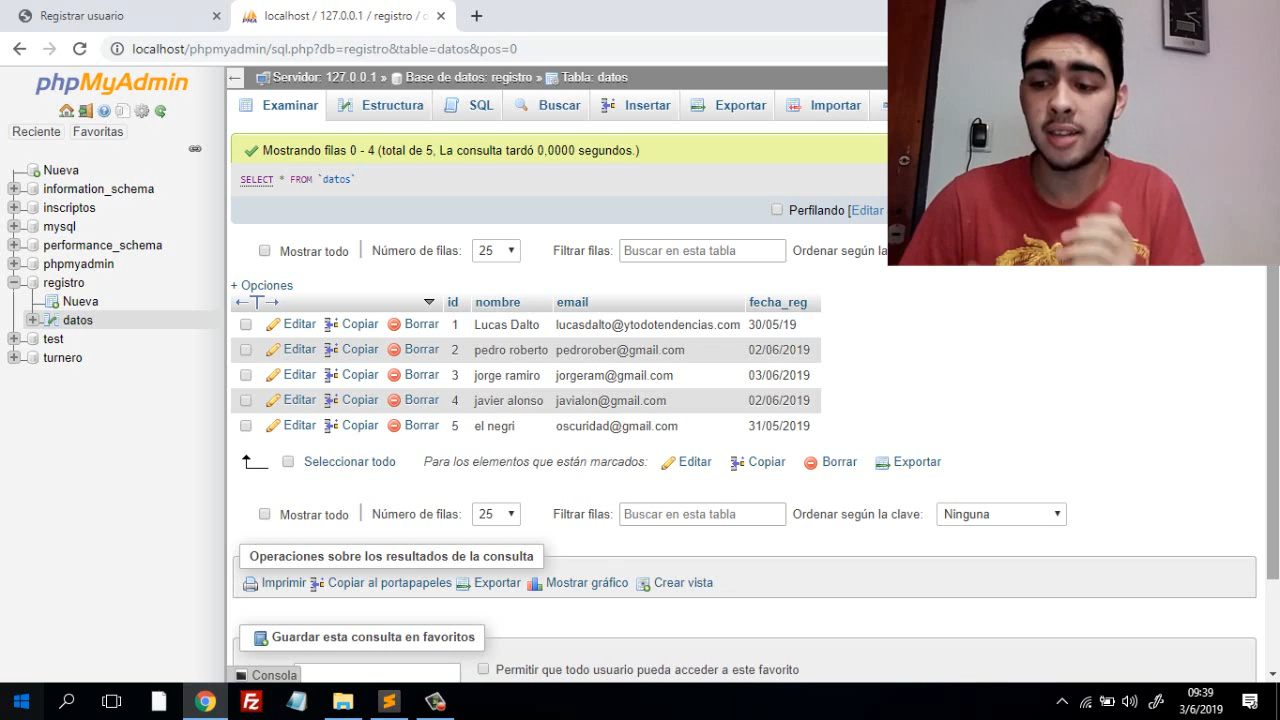 Registrar usuario
localhost / 127.0.0.1 / registro / d
localhost/phpmyadmin/sql.php?db=registro&table=datos&pos=0
phpMyAdmin
Reciente Favoritas
Nueva
information_schema
inscriptos
mysql
performance_schema
phpmyadmin
registro
Nueva
datos
test
turnero
Servidor: 127.0.0.1 » Base de datos: registro » Tabla: datos
Examinar Estructura SQL Buscar Insertar Exportar Importar
Mostrando filas 0 - 4 (total de 5, La consulta tardó 0,0000 segundos.)
SELECT * FROM `datos`
Perfilando [Editar
Mostrar todo Número de filas: 25 Filtrar filas: Buscar en esta tabla Ordenar según la
+ Opciones
id nombre email fecha_reg
Editar Copiar Borrar 1 Lucas Dalto lucasdalto@ytodotendencias.com 30/05/19
Editar Copiar Borrar 2 pedro roberto pedrorober@gmail.com 02/06/2019
Editar Copiar Borrar 3 jorge ramiro jorgeram@gmail.com 03/06/2019
Editar Copiar Borrar 4 javier alonso javialon@gmail.com 02/06/2019
Editar Copiar Borrar 5 el negri oscuridad@gmail.com 31/05/2019
Seleccionar todo Para los elementos que están marcados: Editar Copiar Borrar Exportar
Mostrar todo Número de filas: 25 Filtrar filas: Buscar en esta tabla Ordenar según la clave: Ninguna
Operaciones sobre los resultados de la consulta
Imprimir Copiar al portapapeles Exportar Mostrar gráfico Crear vista
Guardar esta consulta en favoritos
Consola
Permitir que todo usuario pueda acceder a este favorito
09:39
3/6/2019